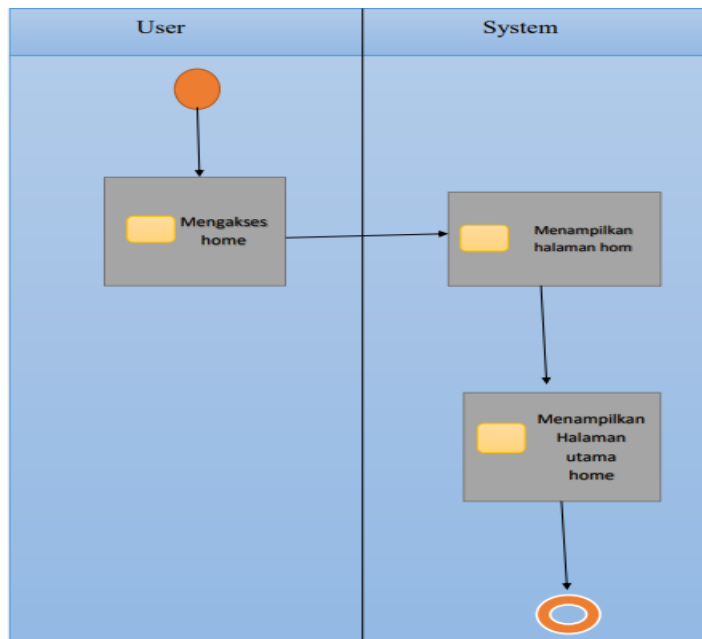 User
System
Mengakses
home
Menampilkan
halaman hom
Menampilkan
Halaman
utama
home